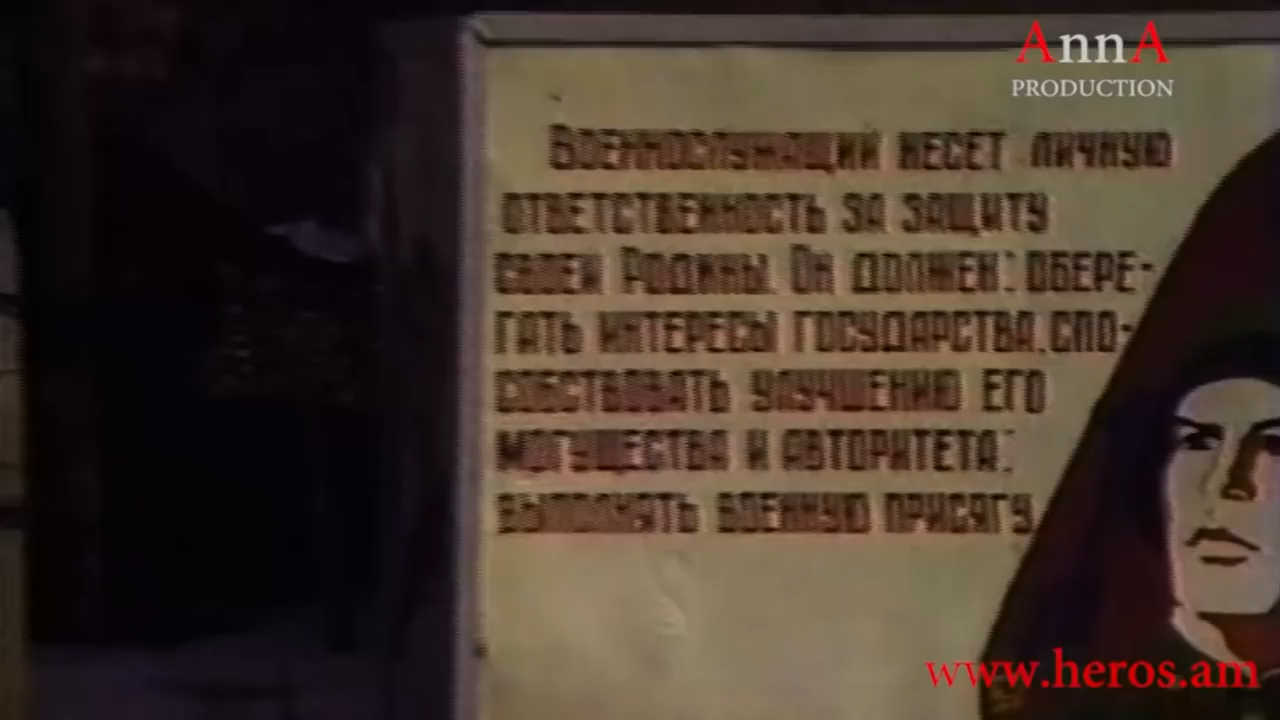 AnnA
PRODUCTION
Военнослужащий несет личную
ответственность за защиту
своей Родины. Он должен: обере-
гать интересы государства, спо-
собствовать улучшению его
могущества и авторитета:
выполнять военную присягу
www.heros.am